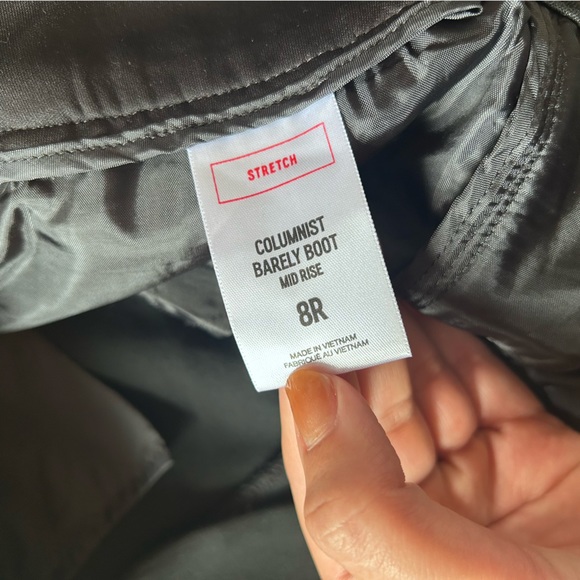 STRETCH
COLUMNIST
BARELY BOOT
MID RISE
8R
MADE IN VIETNAM
FABRIQUÉ AU VIETNAM